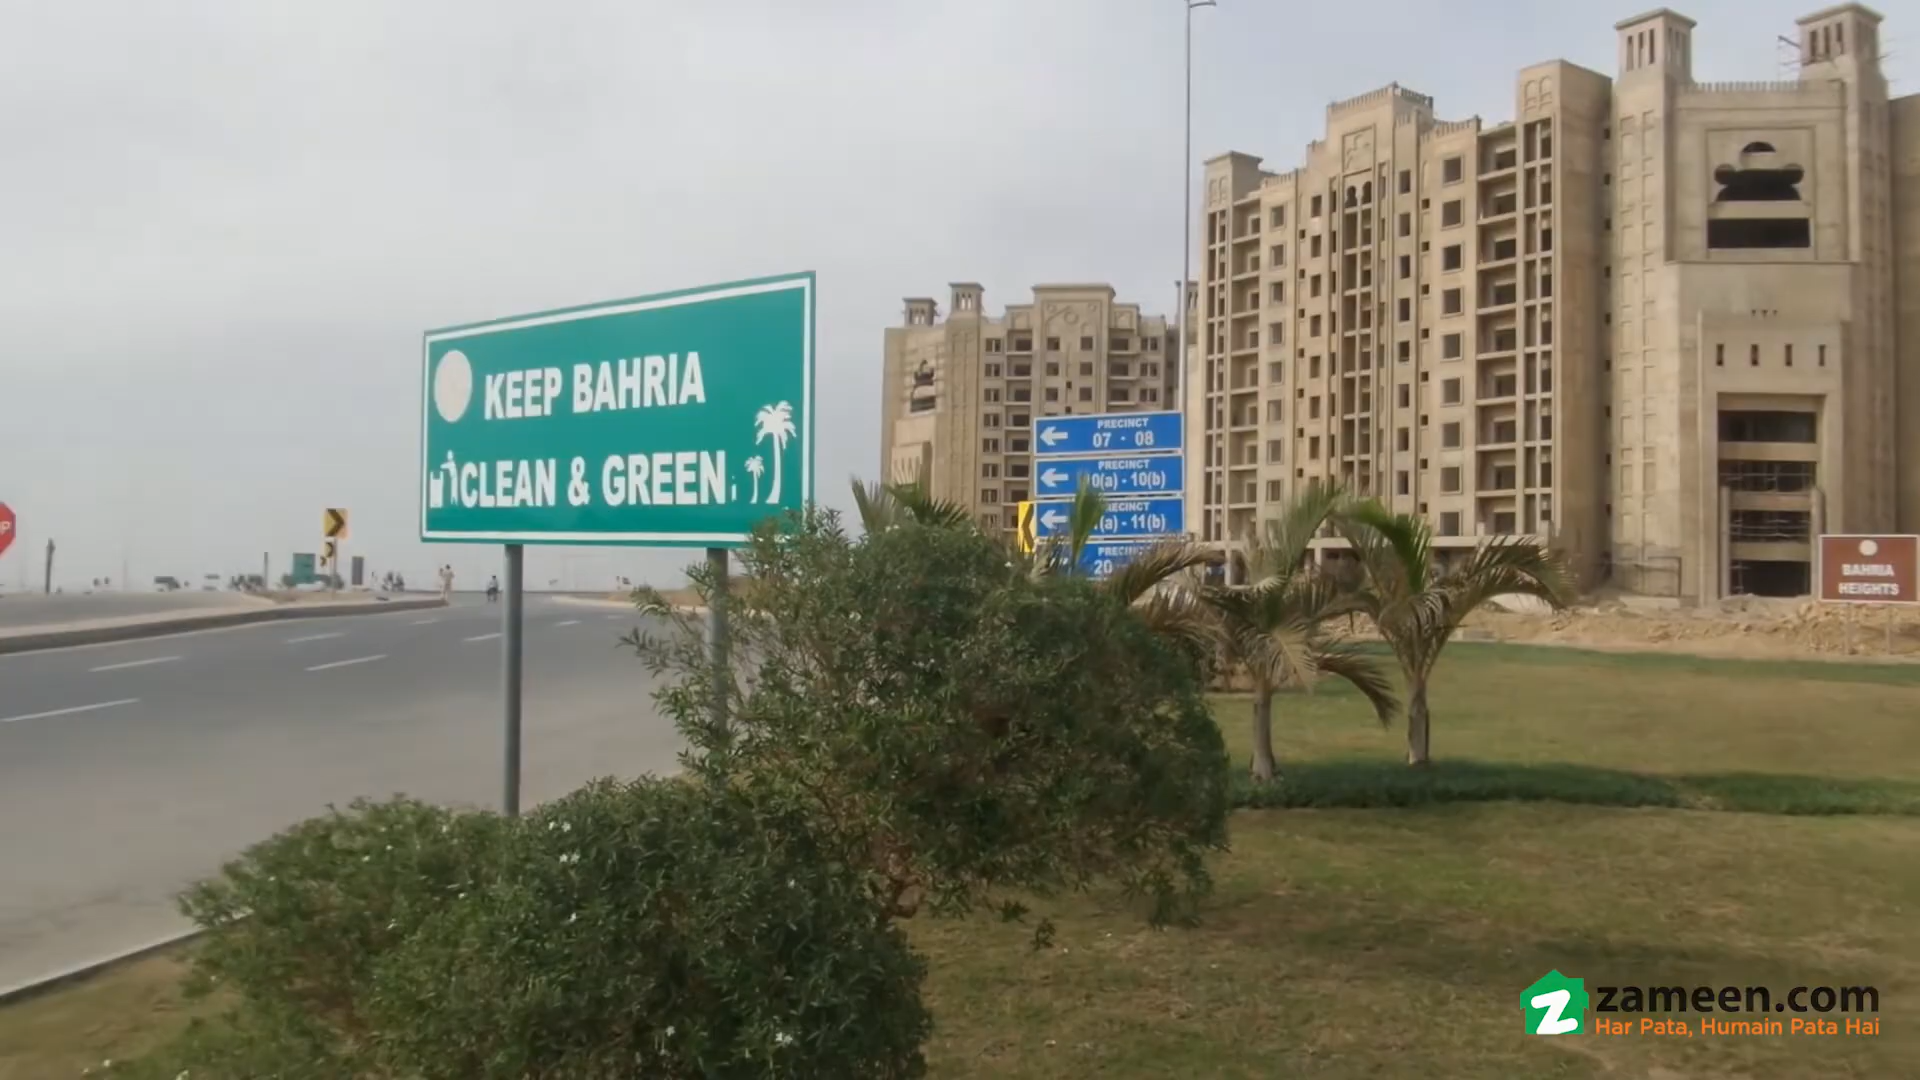 KEEP BAHRIA
CLEAN & GREEN
PRECINCT
07 - 08
PRECINCT
10(a) - 10(b)
(a) - 11(b)
20
BAHRIA
HEIGHTS
zameen.com
Har Pata, Humain Pata Hai